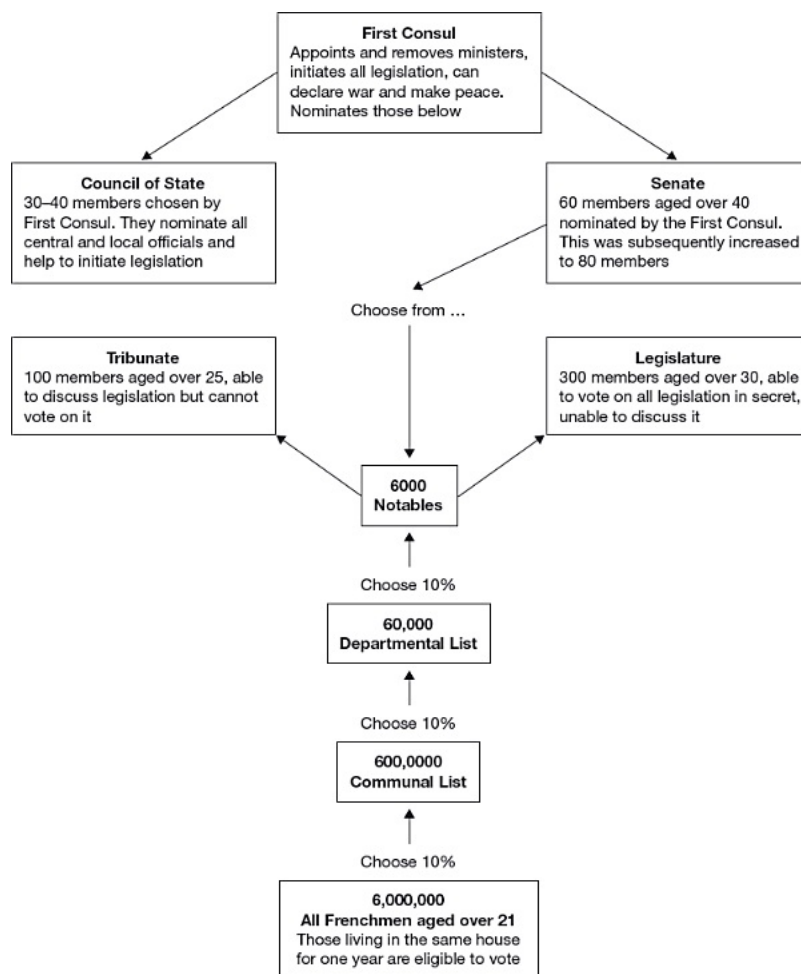 First Consul
Appoints and removes ministers,
initiates all legislation, can
declare war and make peace.
Nominates those below
Council of State
30–40 members chosen by
First Consul. They nominate all
central and local officials and
help to initiate legislation
Senate
60 members aged over 40
nominated by the First Consul.
This was subsequently increased
to 80 members
Choose from ...
Tribunate
100 members aged over 25, able
to discuss legislation but cannot
vote on it
Legislature
300 members aged over 30, able
to vote on all legislation in secret,
unable to discuss it
6000
Notables
Choose 10%
60,000
Departmental List
Choose 10%
600,0000
Communal List
Choose 10%
6,000,000
All Frenchmen aged over 21
Those living in the same house
for one year are eligible to vote